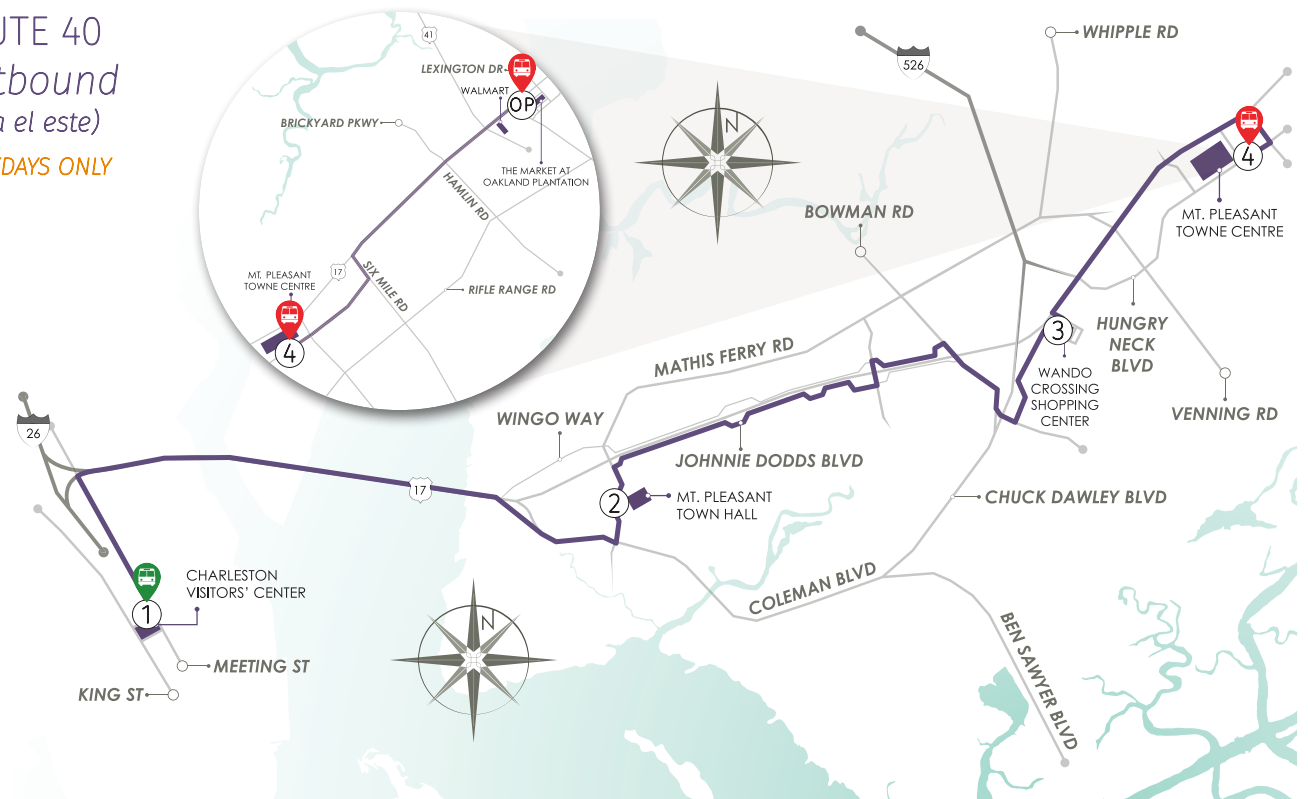 UTE 40
tbound
a el este)
DAYS ONLY
41
LEXINGTON DR
OP
WALMART
BRICKYARD PKWY
THE MARKET AT
OAKLAND PLANTATION
HAMLIN RD
17
SIX MILE RD
RIFLE RANGE RD
MT. PLEASANT
TOWNE CENTRE
4
N
WHIPPLE RD
526
4
MT. PLEASANT
TOWNE CENTRE
BOWMAN RD
HUNGRY
NECK
BLVD
3
WANDO
CROSSING
SHOPPING
CENTER
VENNING RD
MATHIS FERRY RD
WINGO WAY
JOHNNIE DODDS BLVD
26
17
2
MT. PLEASANT
TOWN HALL
CHUCK DAWLEY BLVD
CHARLESTON
VISITORS' CENTER
1
COLEMAN BLVD
N
MEETING ST
KING ST
BEN SAWYER BLVD